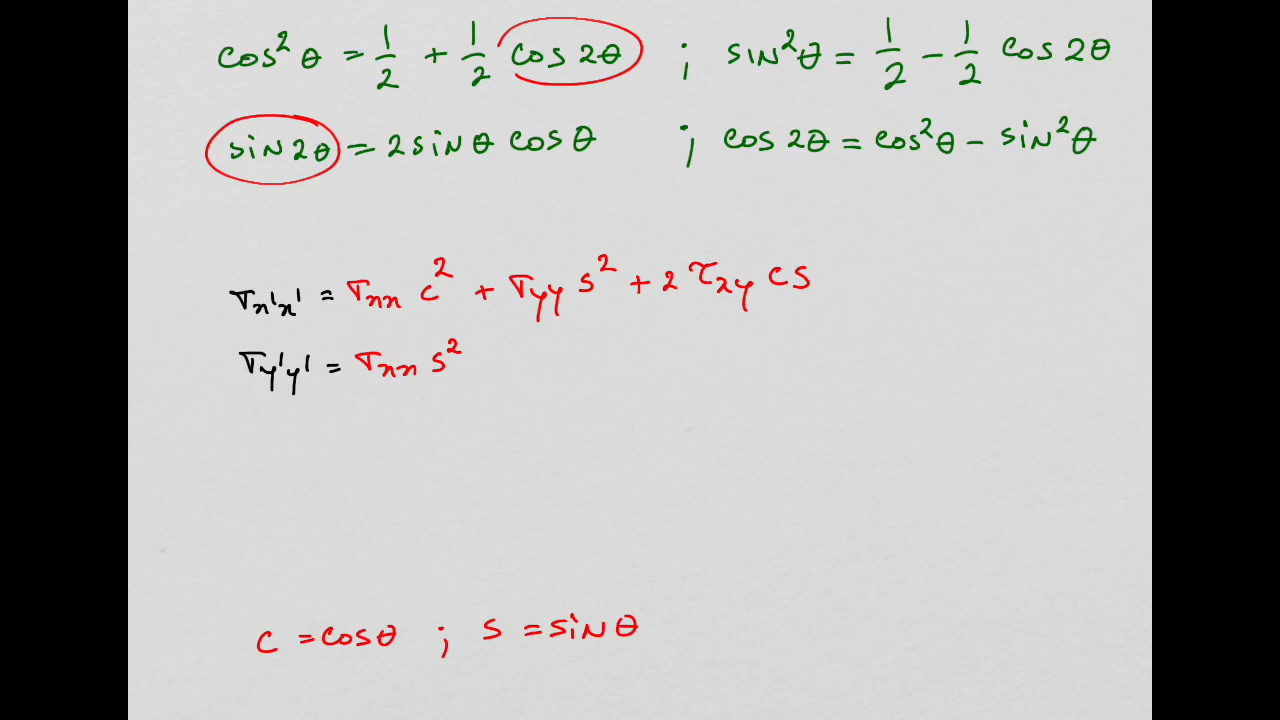 cos²θ = 1/2 + 1/2 cos 2θ ; sin²θ = 1/2 - 1/2 cos 2θ
sin 2θ = 2 sin θ cos θ ; cos 2θ = cos²θ - sin²θ
σx'x' = σxx c² + σyy s² + 2 τxy cs
σy'y' = σxx s²
c = cos θ ; s = sin θ